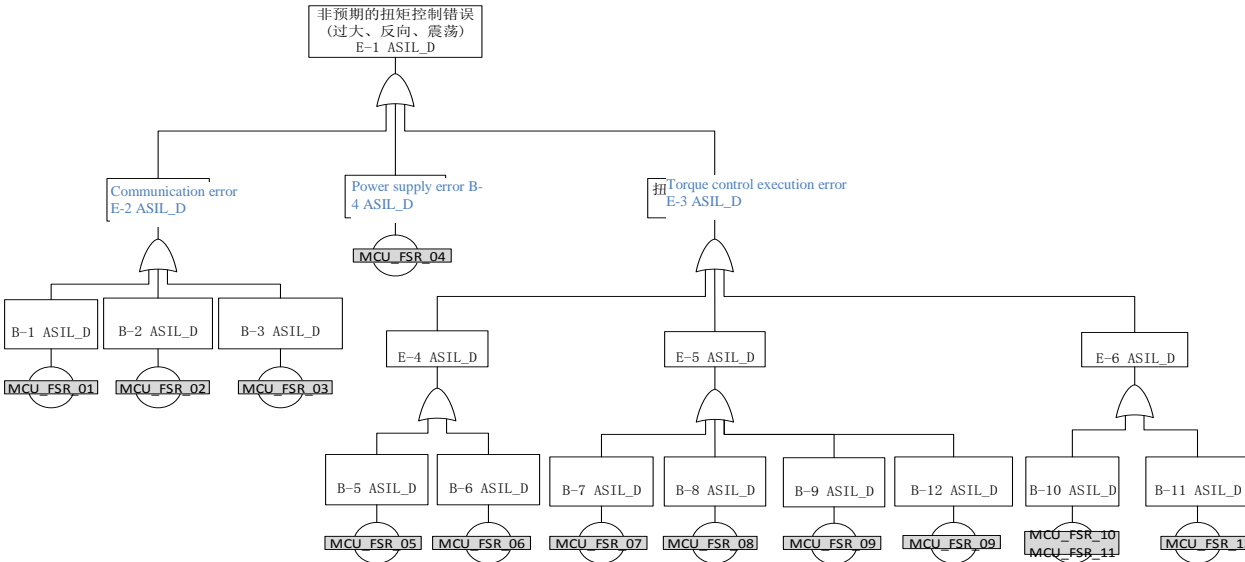 非预期的扭矩控制错误
(过大、反向、震荡)
E-1 ASIL_D
Communication error
E-2 ASIL_D
Power supply error B-
4 ASIL_D
扭
Torque control execution error
E-3 ASIL_D
MCU_FSR_04
B-1 ASIL_D
B-2 ASIL_D
B-3 ASIL_D
E-4 ASIL_D
E-5 ASIL_D
E-6 ASIL_D
MCU_FSR_01
MCU_FSR_02
MCU_FSR_03
B-5 ASIL_D
B-6 ASIL_D
B-7 ASIL_D
B-8 ASIL_D
B-9 ASIL_D
B-12 ASIL_D
B-10 ASIL_D
B-11 ASIL_D
MCU_FSR_05
MCU_FSR_06
MCU_FSR_07
MCU_FSR_08
MCU_FSR_09
MCU_FSR_09
MCU_FSR_10
MCU_FSR_11